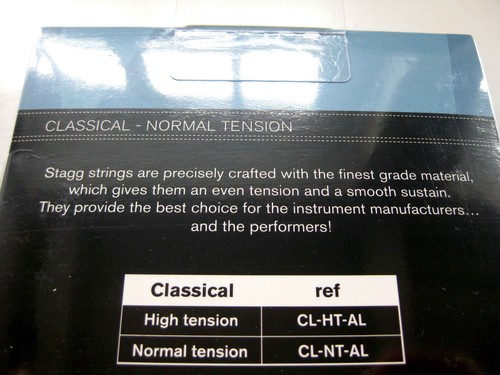 CLASSICAL - NORMAL TENSION
Stagg strings are precisely crafted with the finest grade material,
which gives them an even tension and a smooth sustain.
They provide the best choice for the instrument manufacturers...
and the performers!
Classical ref
High tension CL-HT-AL
Normal tension CL-NT-AL